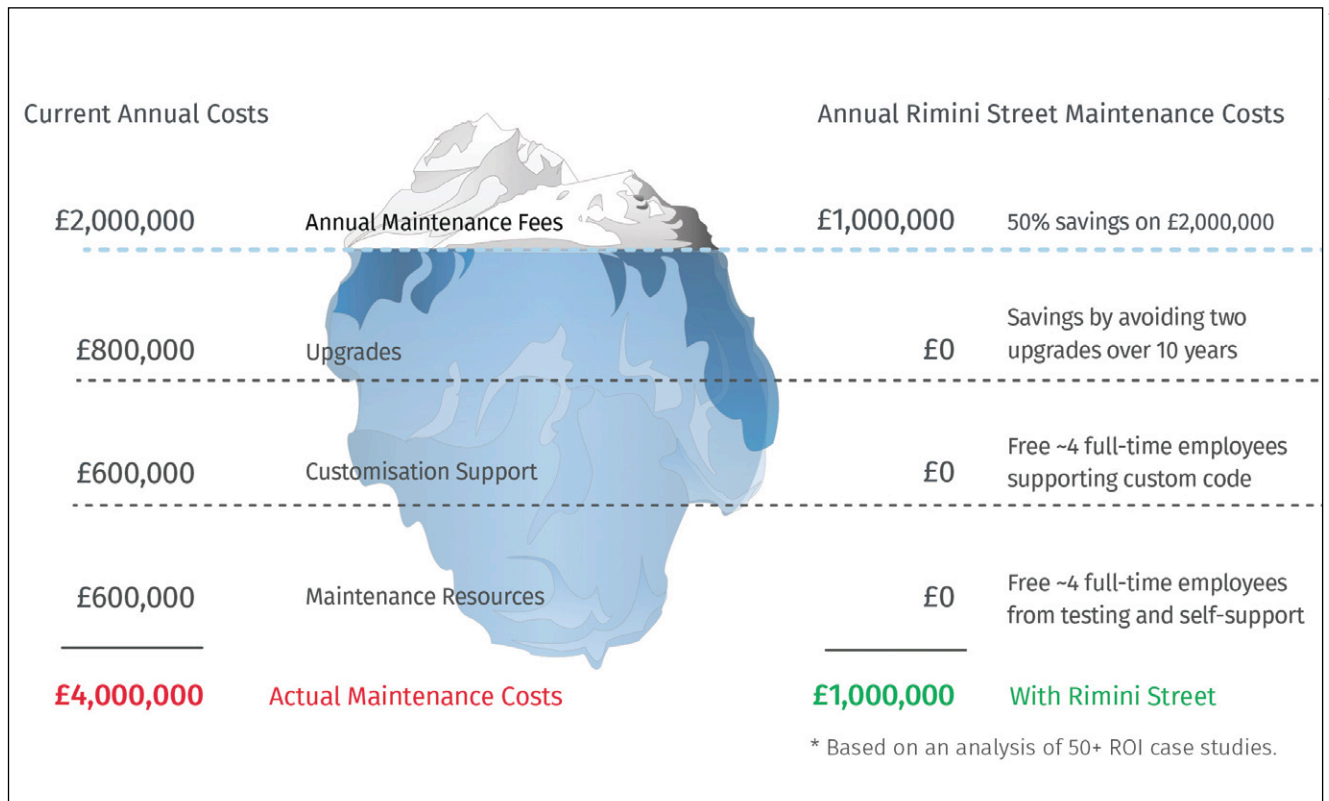 Current Annual Costs
Annual Rimini Street Maintenance Costs
£2,000,000
Annual Maintenance Fees
£1,000,000
50% savings on £2,000,000
£800,000
Upgrades
£0
Savings by avoiding two
upgrades over 10 years
£600,000
Customisation Support
£0
Free ~4 full-time employees
supporting custom code
£600,000
Maintenance Resources
£0
Free ~4 full-time employees
from testing and self-support
£4,000,000
Actual Maintenance Costs
£1,000,000
With Rimini Street
* Based on an analysis of 50+ ROI case studies.